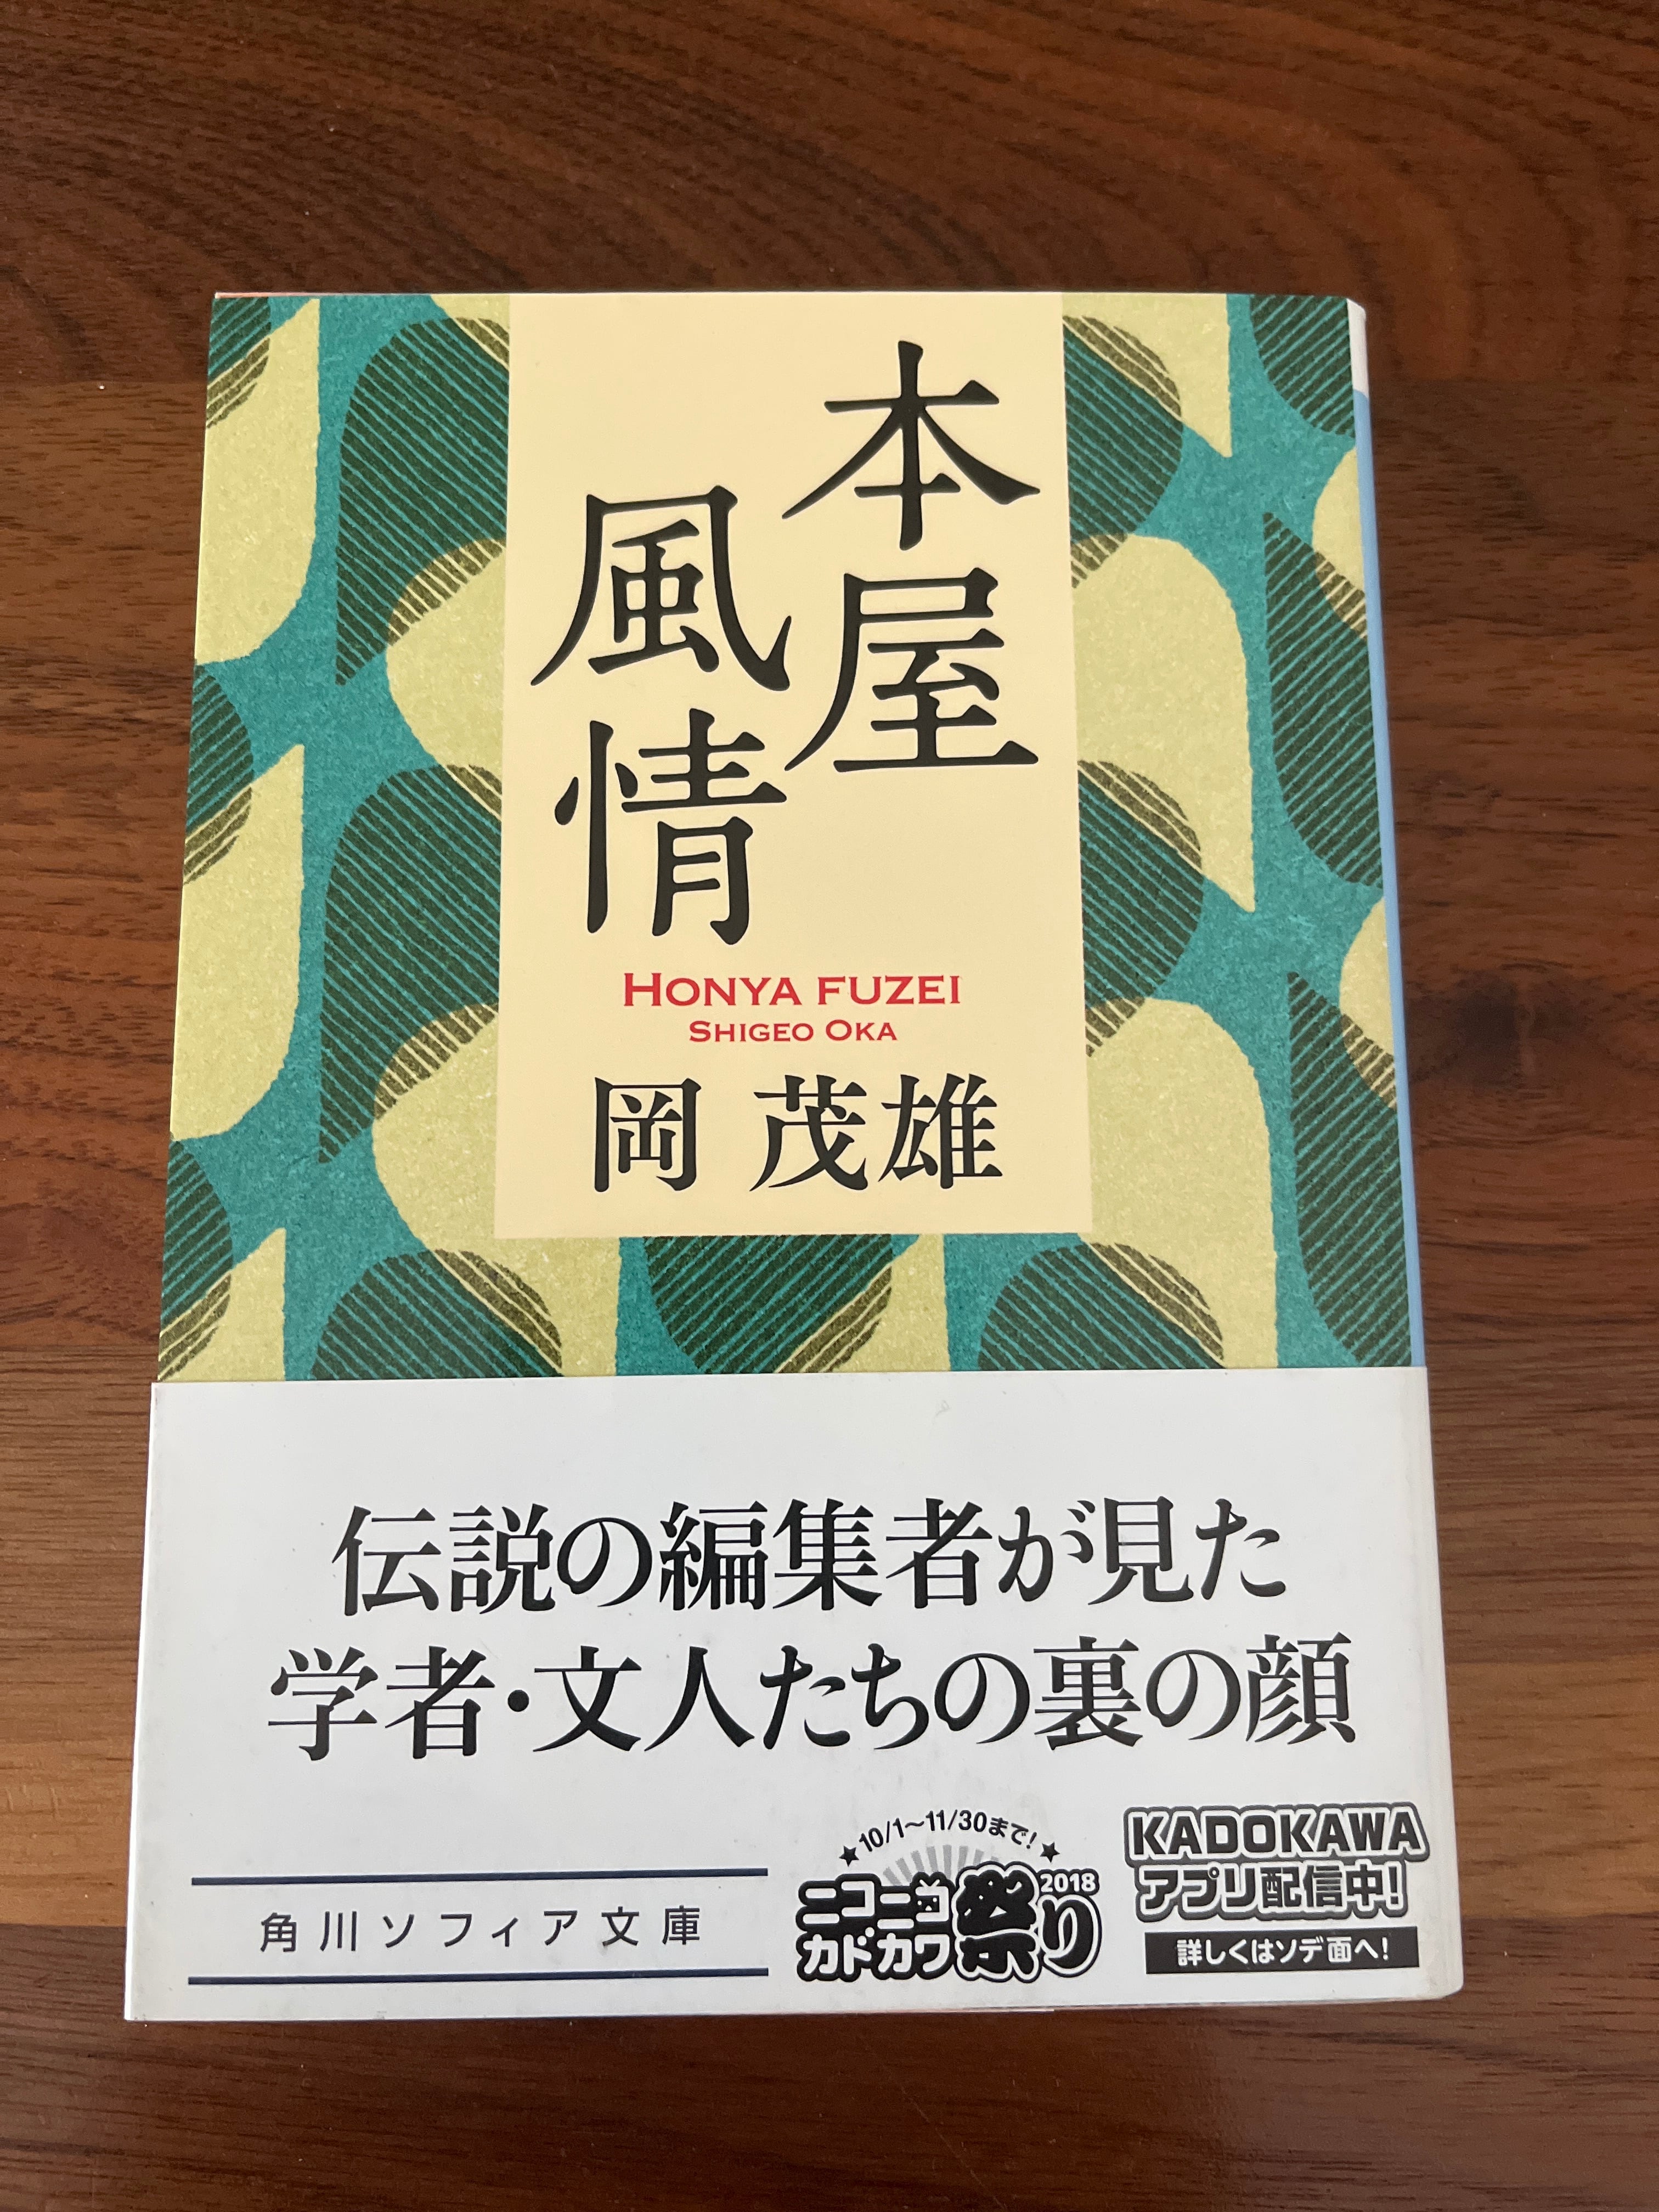 本屋
風情
HONYA FUZEI
SHIGEO OKA
岡 茂雄
伝説の編集者が見た
学者・文人たちの裏の顔
角川ソフィア文庫
★10/1〜11/30まで!★
ニコニコ
カドカワ
祭り
2018
KADOKAWA
アプリ配信中!
詳しくはソデ面へ!